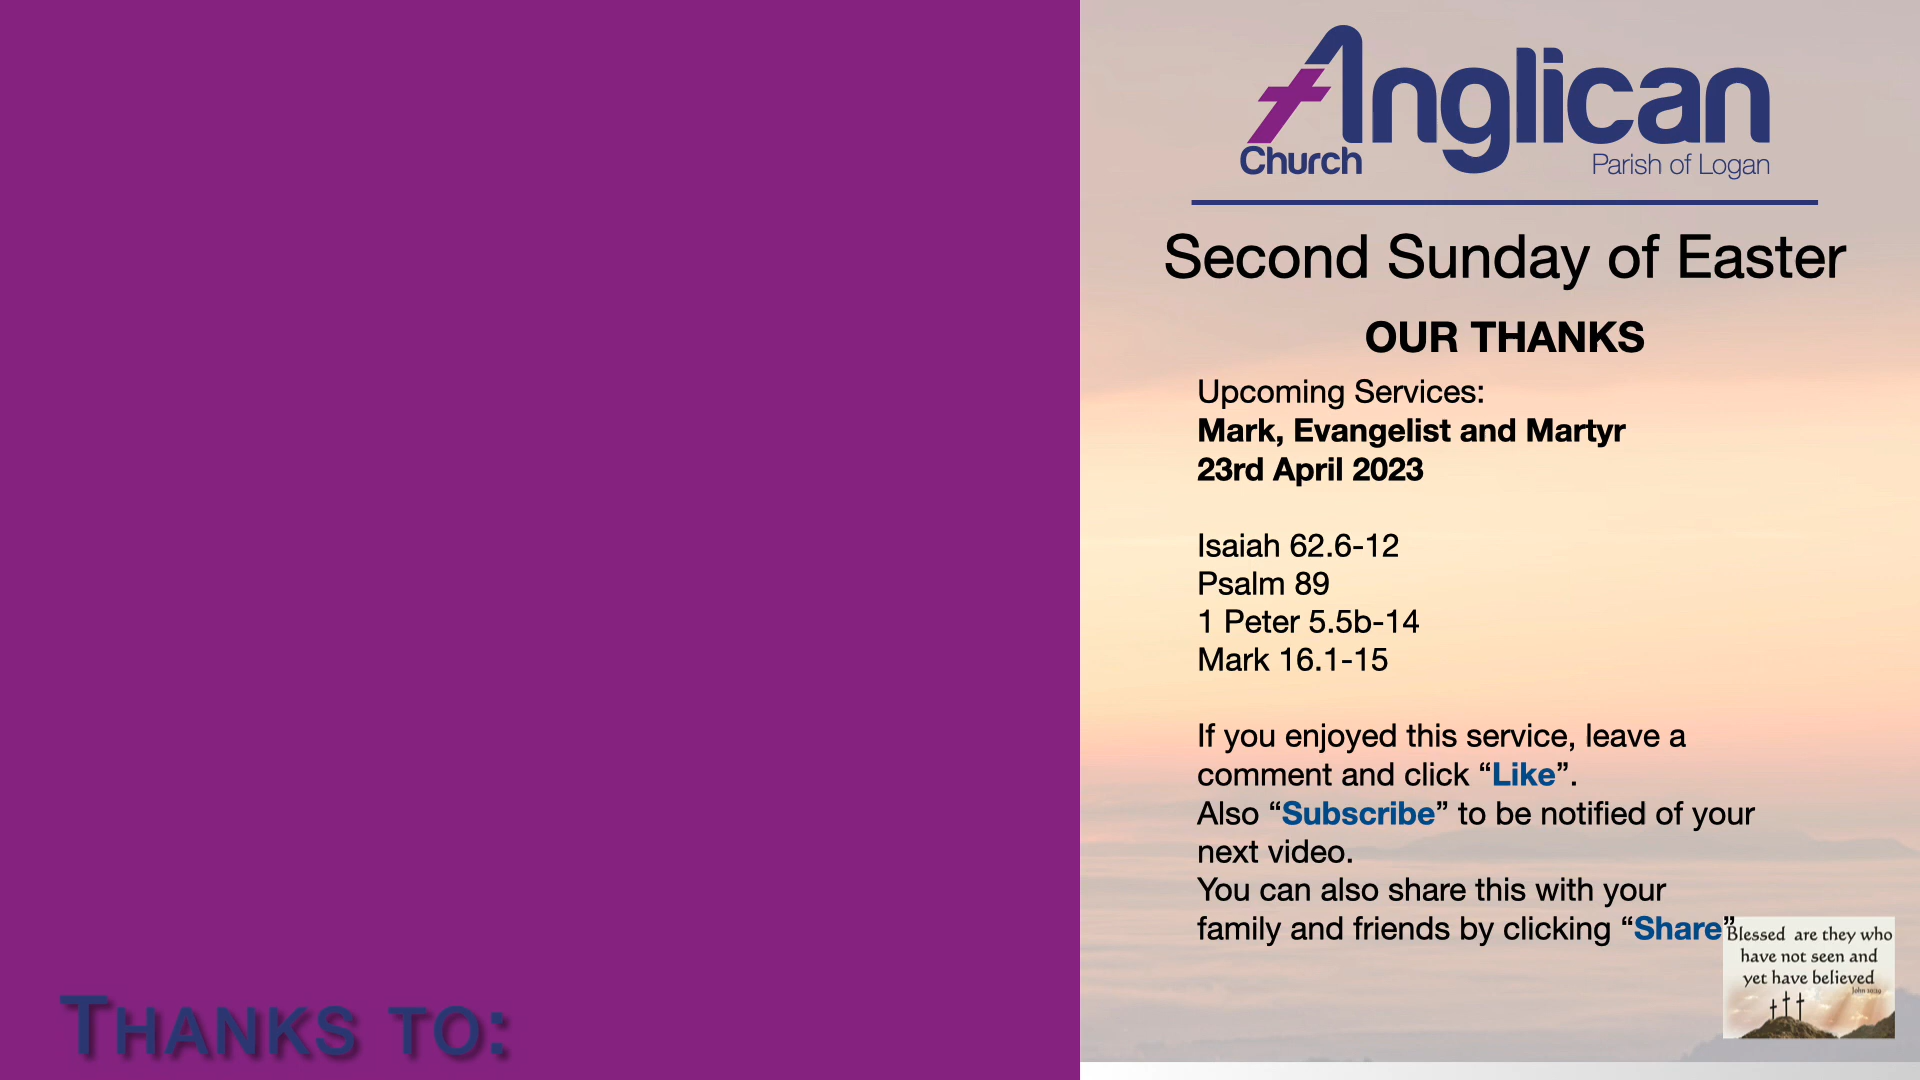 Anglican
Church
Parish of Logan
Second Sunday of Easter
OUR THANKS
Upcoming Services:
Mark, Evangelist and Martyr
23rd April 2023
Isaiah 62.6-12
Psalm 89
1 Peter 5.5b-14
Mark 16.1-15
If you enjoyed this service, leave a
comment and click “Like”.
Also “Subscribe” to be notified of your
next video.
You can also share this with your
family and friends by clicking “Share”
Blessed are they who
have not seen and
yet have believed
THANKS TO: